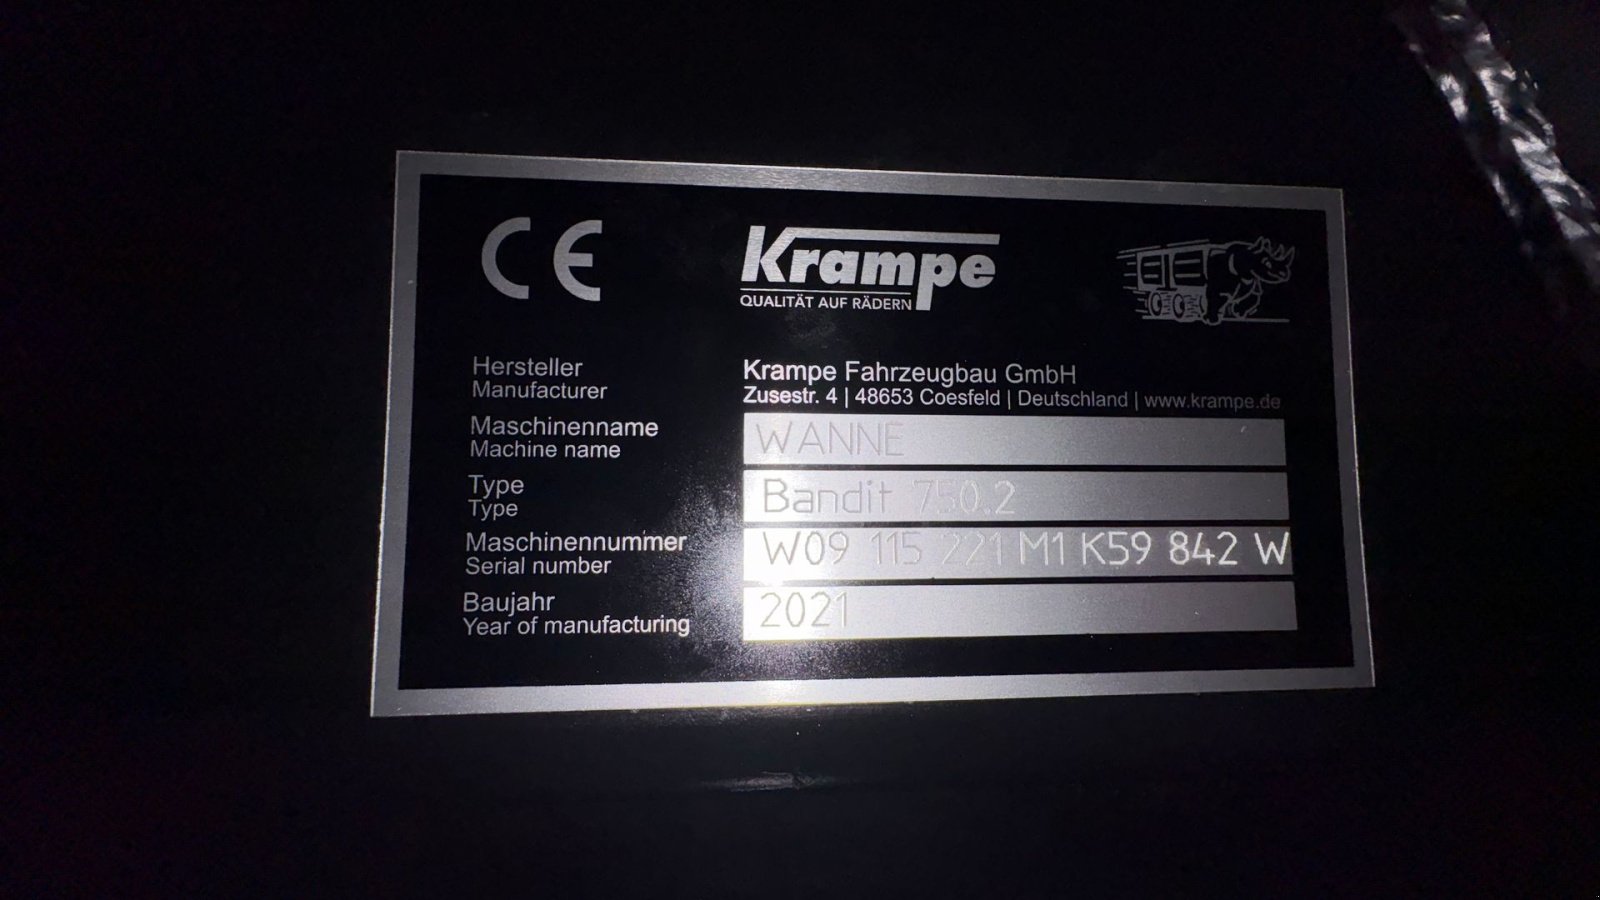 CE
Krampe
QUALITÄT AUF RÄDERN
Hersteller
Manufacturer
Krampe Fahrzeugbau GmbH
Zusestr. 4 | 48653 Coesfeld | Deutschland | www.krampe.de
Maschinenname
Machine name
WANNE
Type
Type
Bandit 750.2
Maschinennummer
Serial number
W09 115 221 M1 K59 842 W
Baujahr
Year of manufacturing
2021